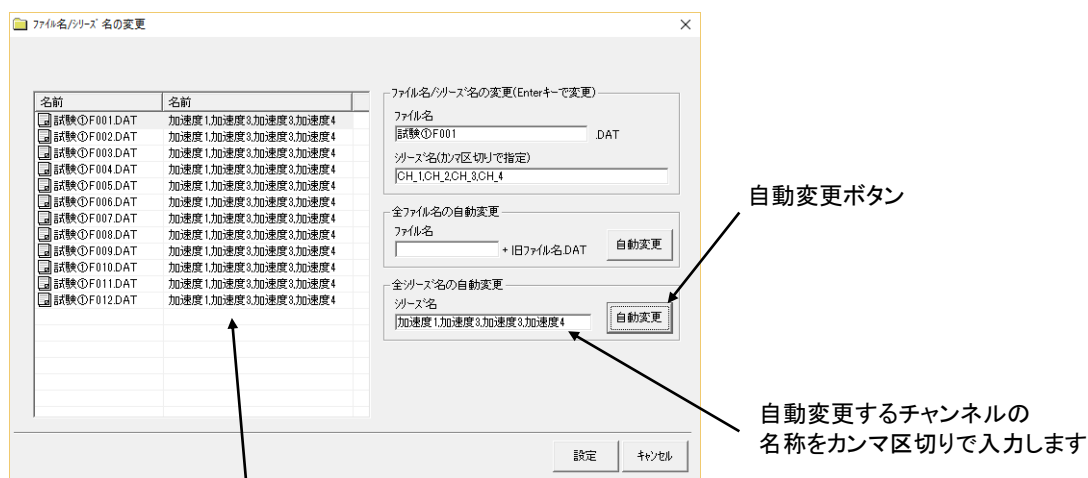 ファイル名/シリーズ名の変更
名前 名前
試験①F001.DAT 加速度1,加速度3,加速度3,加速度4
試験①F002.DAT 加速度1,加速度3,加速度3,加速度4
試験①F003.DAT 加速度1,加速度3,加速度3,加速度4
試験①F004.DAT 加速度1,加速度3,加速度3,加速度4
試験①F005.DAT 加速度1,加速度3,加速度3,加速度4
試験①F006.DAT 加速度1,加速度3,加速度3,加速度4
試験①F007.DAT 加速度1,加速度3,加速度3,加速度4
試験①F008.DAT 加速度1,加速度3,加速度3,加速度4
試験①F009.DAT 加速度1,加速度3,加速度3,加速度4
試験①F010.DAT 加速度1,加速度3,加速度3,加速度4
試験①F011.DAT 加速度1,加速度3,加速度3,加速度4
試験①F012.DAT 加速度1,加速度3,加速度3,加速度4
ファイル名/シリーズ名の変更(Enterキーで変更)
ファイル名
試験①F001 .DAT
シリーズ名(カンマ区切りで指定)
CH_1,CH_2,CH_3,CH_4
全ファイル名の自動変更
ファイル名
+ 旧ファイル名.DAT 自動変更
全シリーズ名の自動変更
シリーズ名
加速度1,加速度3,加速度3,加速度4 自動変更
設定 キャンセル
自動変更ボタン
自動変更するチャンネルの
名称をカンマ区切りで入力します